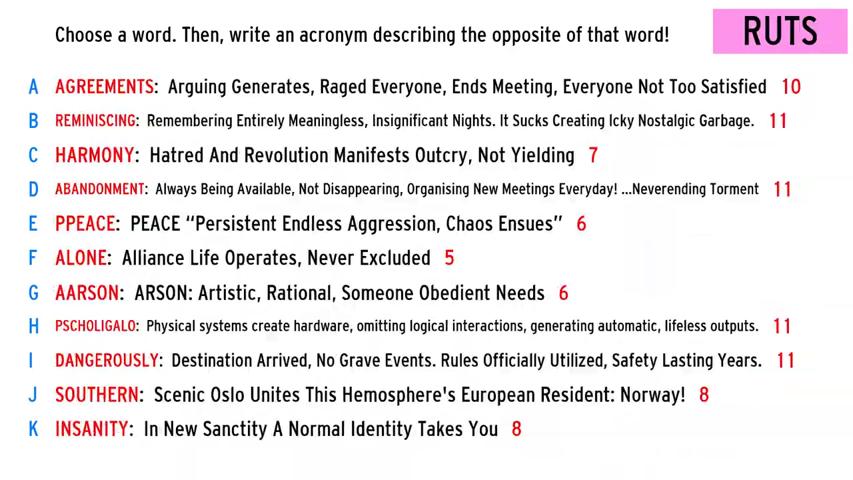 Choose a word. Then, write an acronym describing the opposite of that word! RUTS
A AGREEMENTS: Arguing Generates, Raged Everyone, Ends Meeting, Everyone Not Too Satisfied 10
B REMINISCING: Remembering Entirely Meaningless, Insignificant Nights. It Sucks Creating Icky Nostalgic Garbage. 11
C HARMONY: Hatred And Revolution Manifests Outcry, Not Yielding 7
D ABANDONMENT: Always Being Available, Not Disappearing, Organising New Meetings Everyday! ...Neverending Torment 11
E PPEACE: PEACE “Persistent Endless Aggression, Chaos Ensues” 6
F ALONE: Alliance Life Operates, Never Excluded 5
G AARSON: ARSON: Artistic, Rational, Someone Obedient Needs 6
H PSCHOLIGALO: Physical systems create hardware, omitting logical interactions, generating automatic, lifeless outputs. 11
I DANGEROUSLY: Destination Arrived, No Grave Events. Rules Officially Utilized, Safety Lasting Years. 11
J SOUTHERN: Scenic Oslo Unites This Hemosphere's European Resident: Norway! 8
K INSANITY: In New Sanctity A Normal Identity Takes You 8